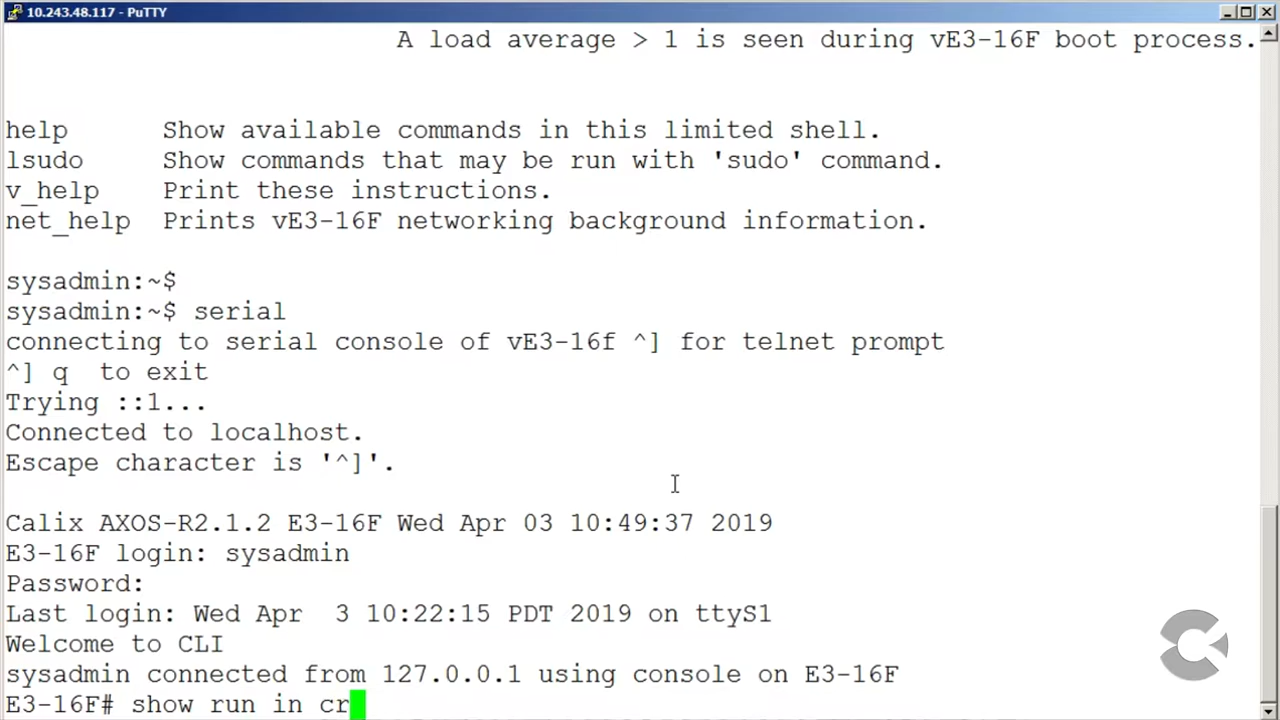 10.243.48.117 - PuTTY
A load average > 1 is seen during vE3-16F boot process.
help Show available commands in this limited shell.
lsudo Show commands that may be run with 'sudo' command.
v_help Print these instructions.
net_help Prints vE3-16F networking background information.
sysadmin:~$
sysadmin:~$ serial
connecting to serial console of vE3-16f ^] for telnet prompt
^] q to exit
Trying ::1...
Connected to localhost.
Escape character is '^]'.
Calix AXOS-R2.1.2 E3-16F Wed Apr 03 10:49:37 2019
E3-16F login: sysadmin
Password:
Last login: Wed Apr 3 10:22:15 PDT 2019 on ttyS1
Welcome to CLI
sysadmin connected from 127.0.0.1 using console on E3-16F
E3-16F# show run in cr